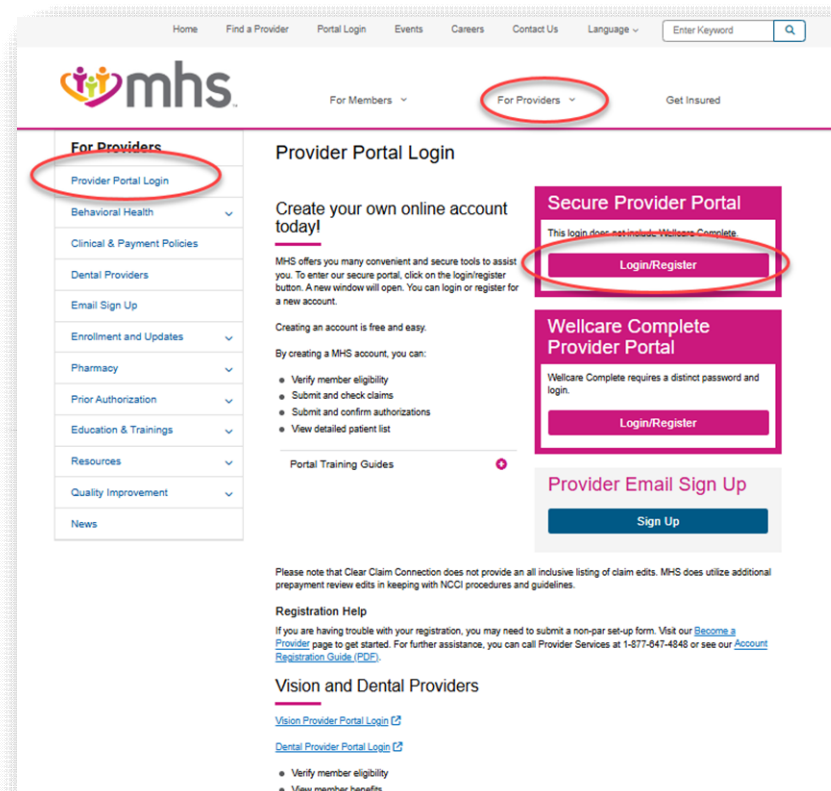 Home Find a Provider Portal Login Events Careers Contact Us Language Enter Keyword
mhs
For Members For Providers Get Insured
For Providers
Provider Portal Login
Behavioral Health
Clinical & Payment Policies
Dental Providers
Email Sign Up
Enrollment and Updates
Pharmacy
Prior Authorization
Education & Trainings
Resources
Quality Improvement
News
Provider Portal Login
Create your own online account
today!
MHS offers you many convenient and secure tools to assist
you. To enter our secure portal, click on the login/register
button. A new window will open. You can login or register for
a new account.
Creating an account is free and easy.
By creating a MHS account, you can:
Verify member eligibility
Submit and check claims
Submit and confirm authorizations
View detailed patient list
Portal Training Guides
Secure Provider Portal
This login does not include Wellcare Complete.
Login/Register
Wellcare Complete
Provider Portal
Wellcare Complete requires a distinct password and
login.
Login/Register
Provider Email Sign Up
Sign Up
Please note that Clear Claim Connection does not provide an all inclusive listing of claim edits. MHS does utilize additional
prepayment review edits in keeping with NCCI procedures and guidelines.
Registration Help
If you are having trouble with your registration, you may need to submit a non-par set-up form. Visit our Become a
Provider page to get started. For further assistance, you can call Provider Services at 1-877-647-4848 or see our Account
Registration Guide (PDF).
Vision and Dental Providers
Vision Provider Portal Login
Dental Provider Portal Login
Verify member eligibility
View member benefits